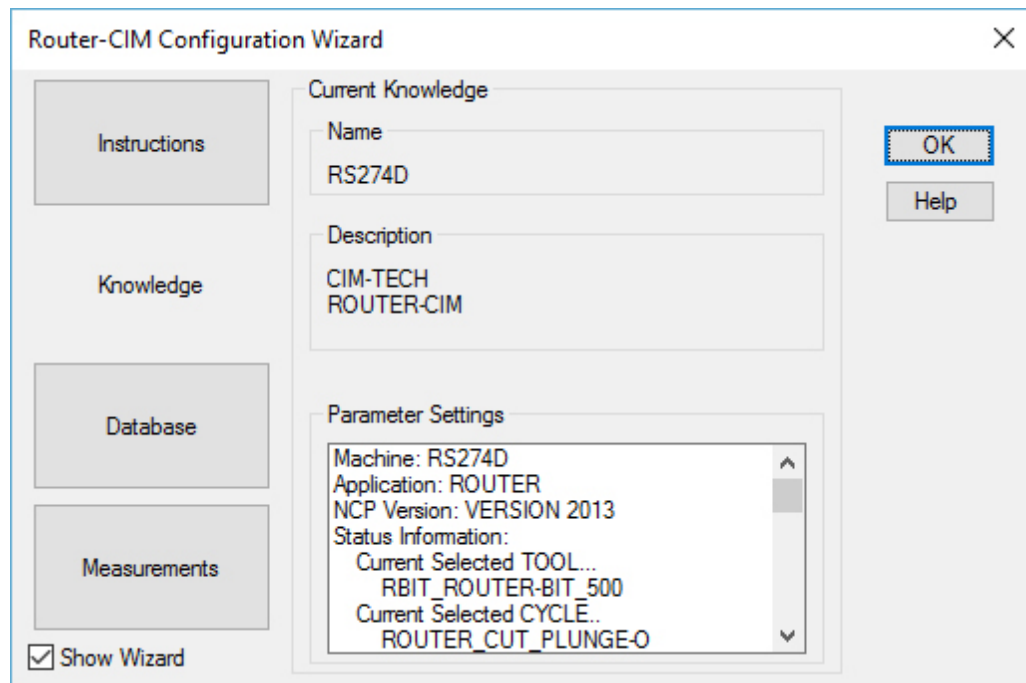 Router-CIM Configuration Wizard
Instructions
Knowledge
Database
Measurements
Show Wizard
Current Knowledge
Name
RS274D
Description
CIM-TECH
ROUTER-CIM
Parameter Settings
Machine: RS274D
Application: ROUTER
NCP Version: VERSION 2013
Status Information:
Current Selected TOOL...
RBIT_ROUTER-BIT_500
Current Selected CYCLE..
ROUTER_CUT_PLUNGE-O
OK
Help